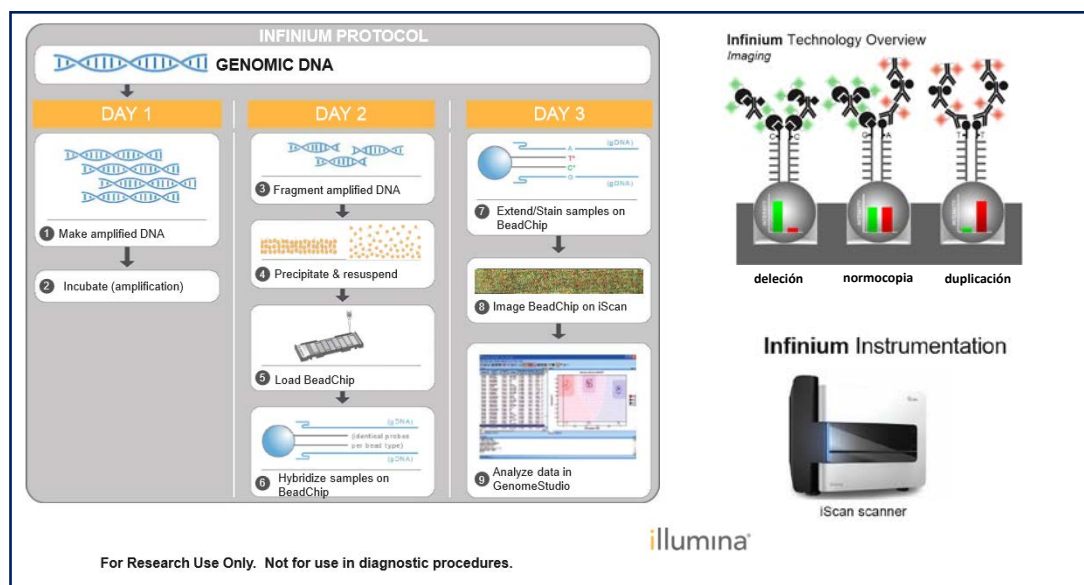 INFINIUM PROTOCOL
GENOMIC DNA
DAY 1
1 Make amplified DNA
2 Incubate (amplification)
DAY 2
3 Fragment amplified DNA
4 Precipitate & resuspend
5 Load BeadChip
(gDNA)
(identical probes
per bead type)
(gDNA)
6 Hybridize samples on
BeadChip
DAY 3
A (gDNA)
T*
C*
G (gDNA)
7 Extend/Stain samples on
BeadChip
8 Image BeadChip on iScan
9 Analyze data in
GenomeStudio
Infinium Technology Overview
Imaging
C C
G A
T T
deleción normocopia duplicación
Infinium Instrumentation
iScan scanner
illumina®
For Research Use Only. Not for use in diagnostic procedures.